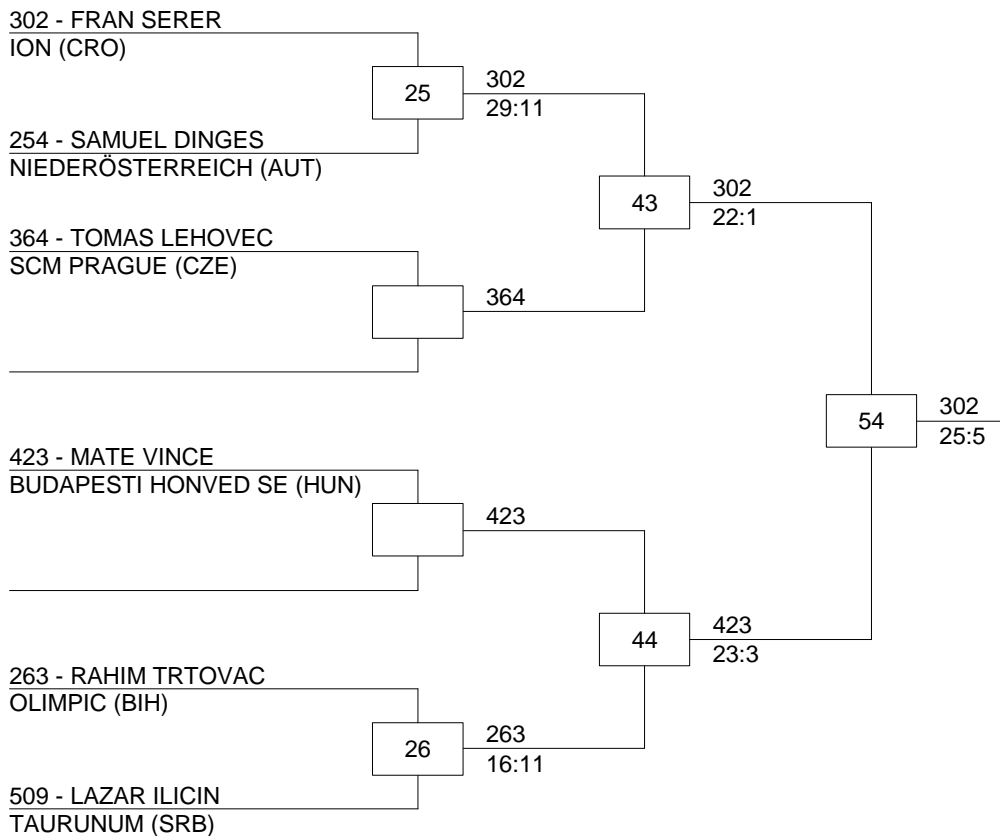 302 - FRAN SERER
ION (CRO)
25
302
29:11
254 - SAMUEL DINGES
NIEDERÖSTERREICH (AUT)
43
302
22:1
364 - TOMAS LEHOVEC
SCM PRAGUE (CZE)
364
54
302
25:5
423 - MATE VINCE
BUDAPESTI HONVED SE (HUN)
423
44
423
23:3
263 - RAHIM TRTOVAC
OLIMPIC (BIH)
26
263
16:11
509 - LAZAR ILICIN
TAURUNUM (SRB)